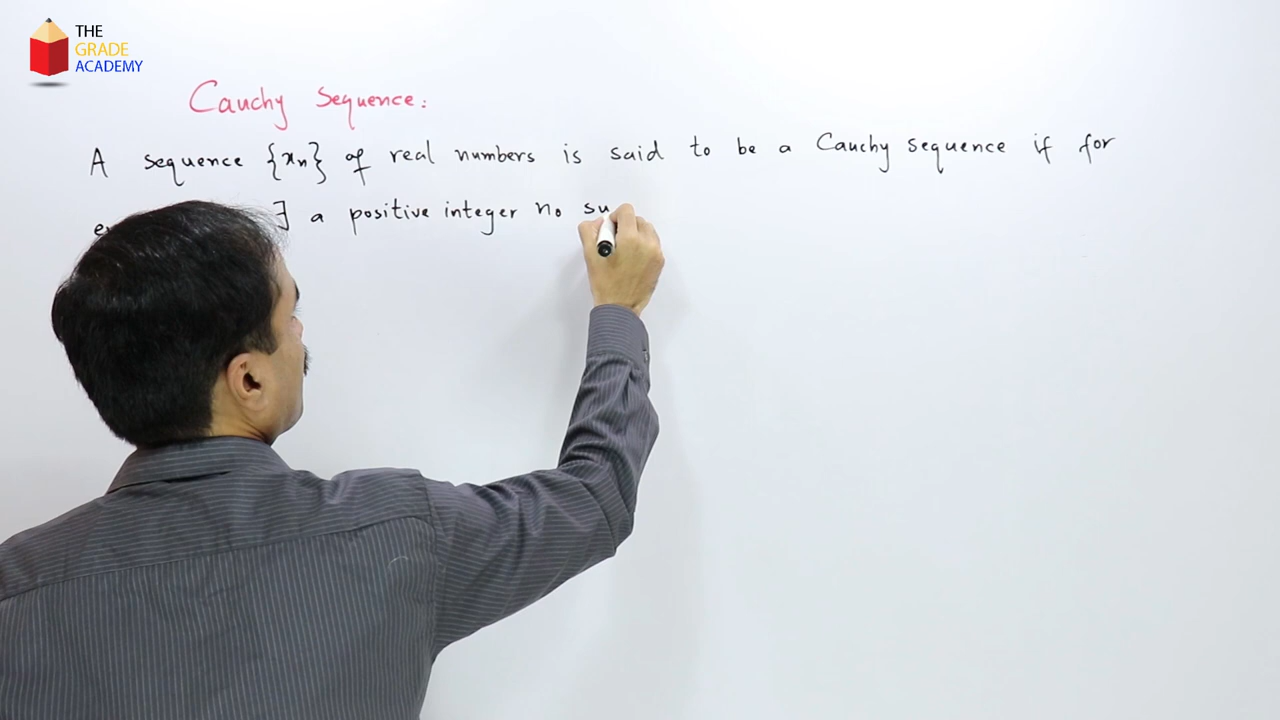 THE
GRADE
ACADEMY
Cauchy Sequence:
A sequence {xn} of real numbers is said to be a Cauchy sequence if for
∃ a positive integer n₀ su